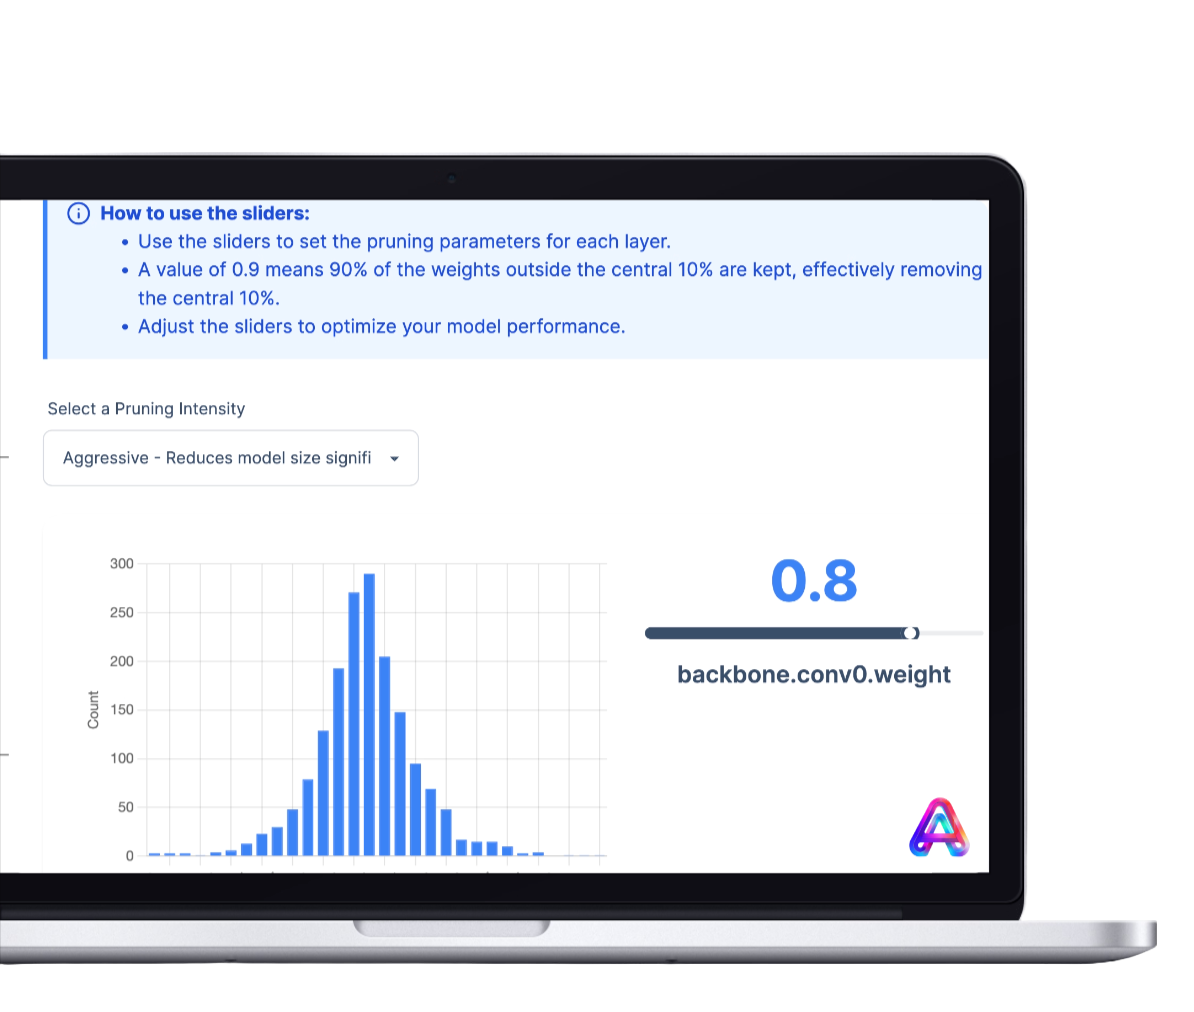 How to use the sliders:
• Use the sliders to set the pruning parameters for each layer.
• A value of 0.9 means 90% of the weights outside the central 10% are kept, effectively removing
the central 10%.
• Adjust the sliders to optimize your model performance.
Select a Pruning Intensity
Aggressive - Reduces model size signifi
300
250
200
150
100
50
0
Count
0.8
backbone.conv0.weight